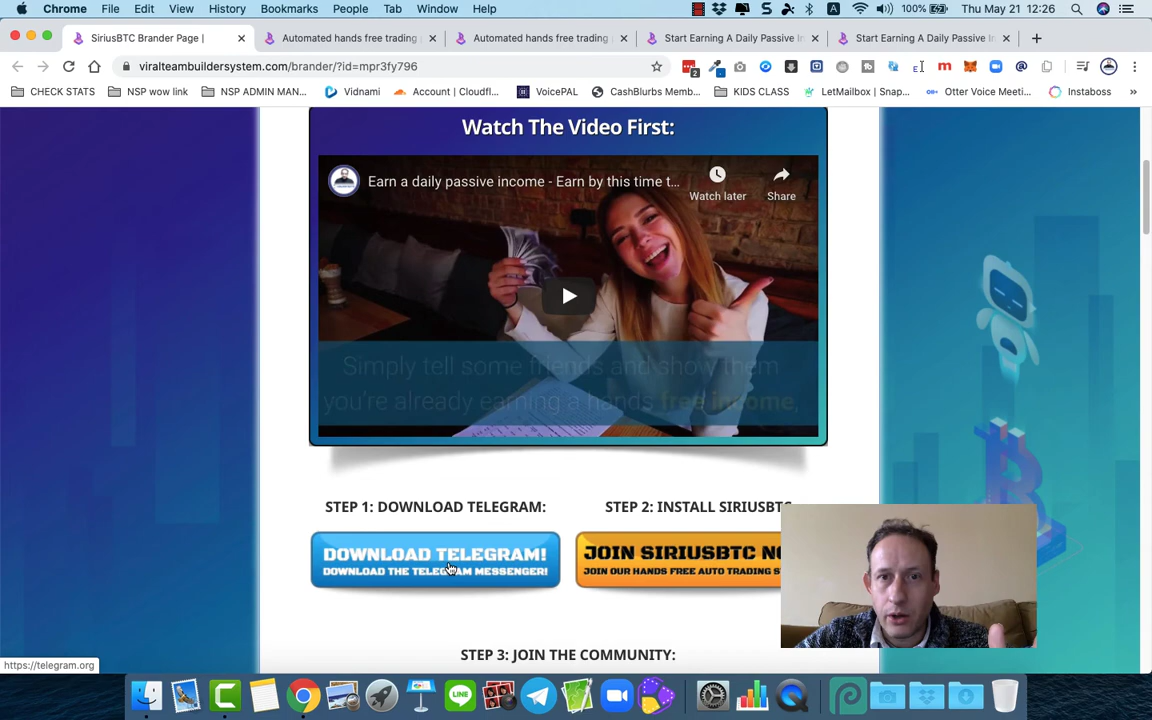 Chrome File Edit View History Bookmarks People Tab Window Help 100% Thu May 21 12:26
SiriusBTC Brander Page |
Automated hands free trading
Automated hands free trading
Start Earning A Daily Passive In
Start Earning A Daily Passive In
viralteambuildersystem.com/brander/?id=mpr3fy796
CHECK STATS NSP wow link NSP ADMIN MAN... Vidnami Account | Cloudfl... VoicePAL CashBlurbs Memb... KIDS CLASS LetMailbox | Snap... Otter Voice Meeti... Instaboss
Watch The Video First:
Earn a daily passive income - Earn by this time t...
Watch later
Share
Simply tell some friends and show them
you're already earning a hands free income,
STEP 1: DOWNLOAD TELEGRAM:
STEP 2: INSTALL SIRIUSBTC
DOWNLOAD TELEGRAM!
DOWNLOAD THE TELEGRAM MESSENGER!
JOIN SIRIUSBTC NO
JOIN OUR HANDS FREE AUTO TRADING S
STEP 3: JOIN THE COMMUNITY:
https://telegram.org
LINE